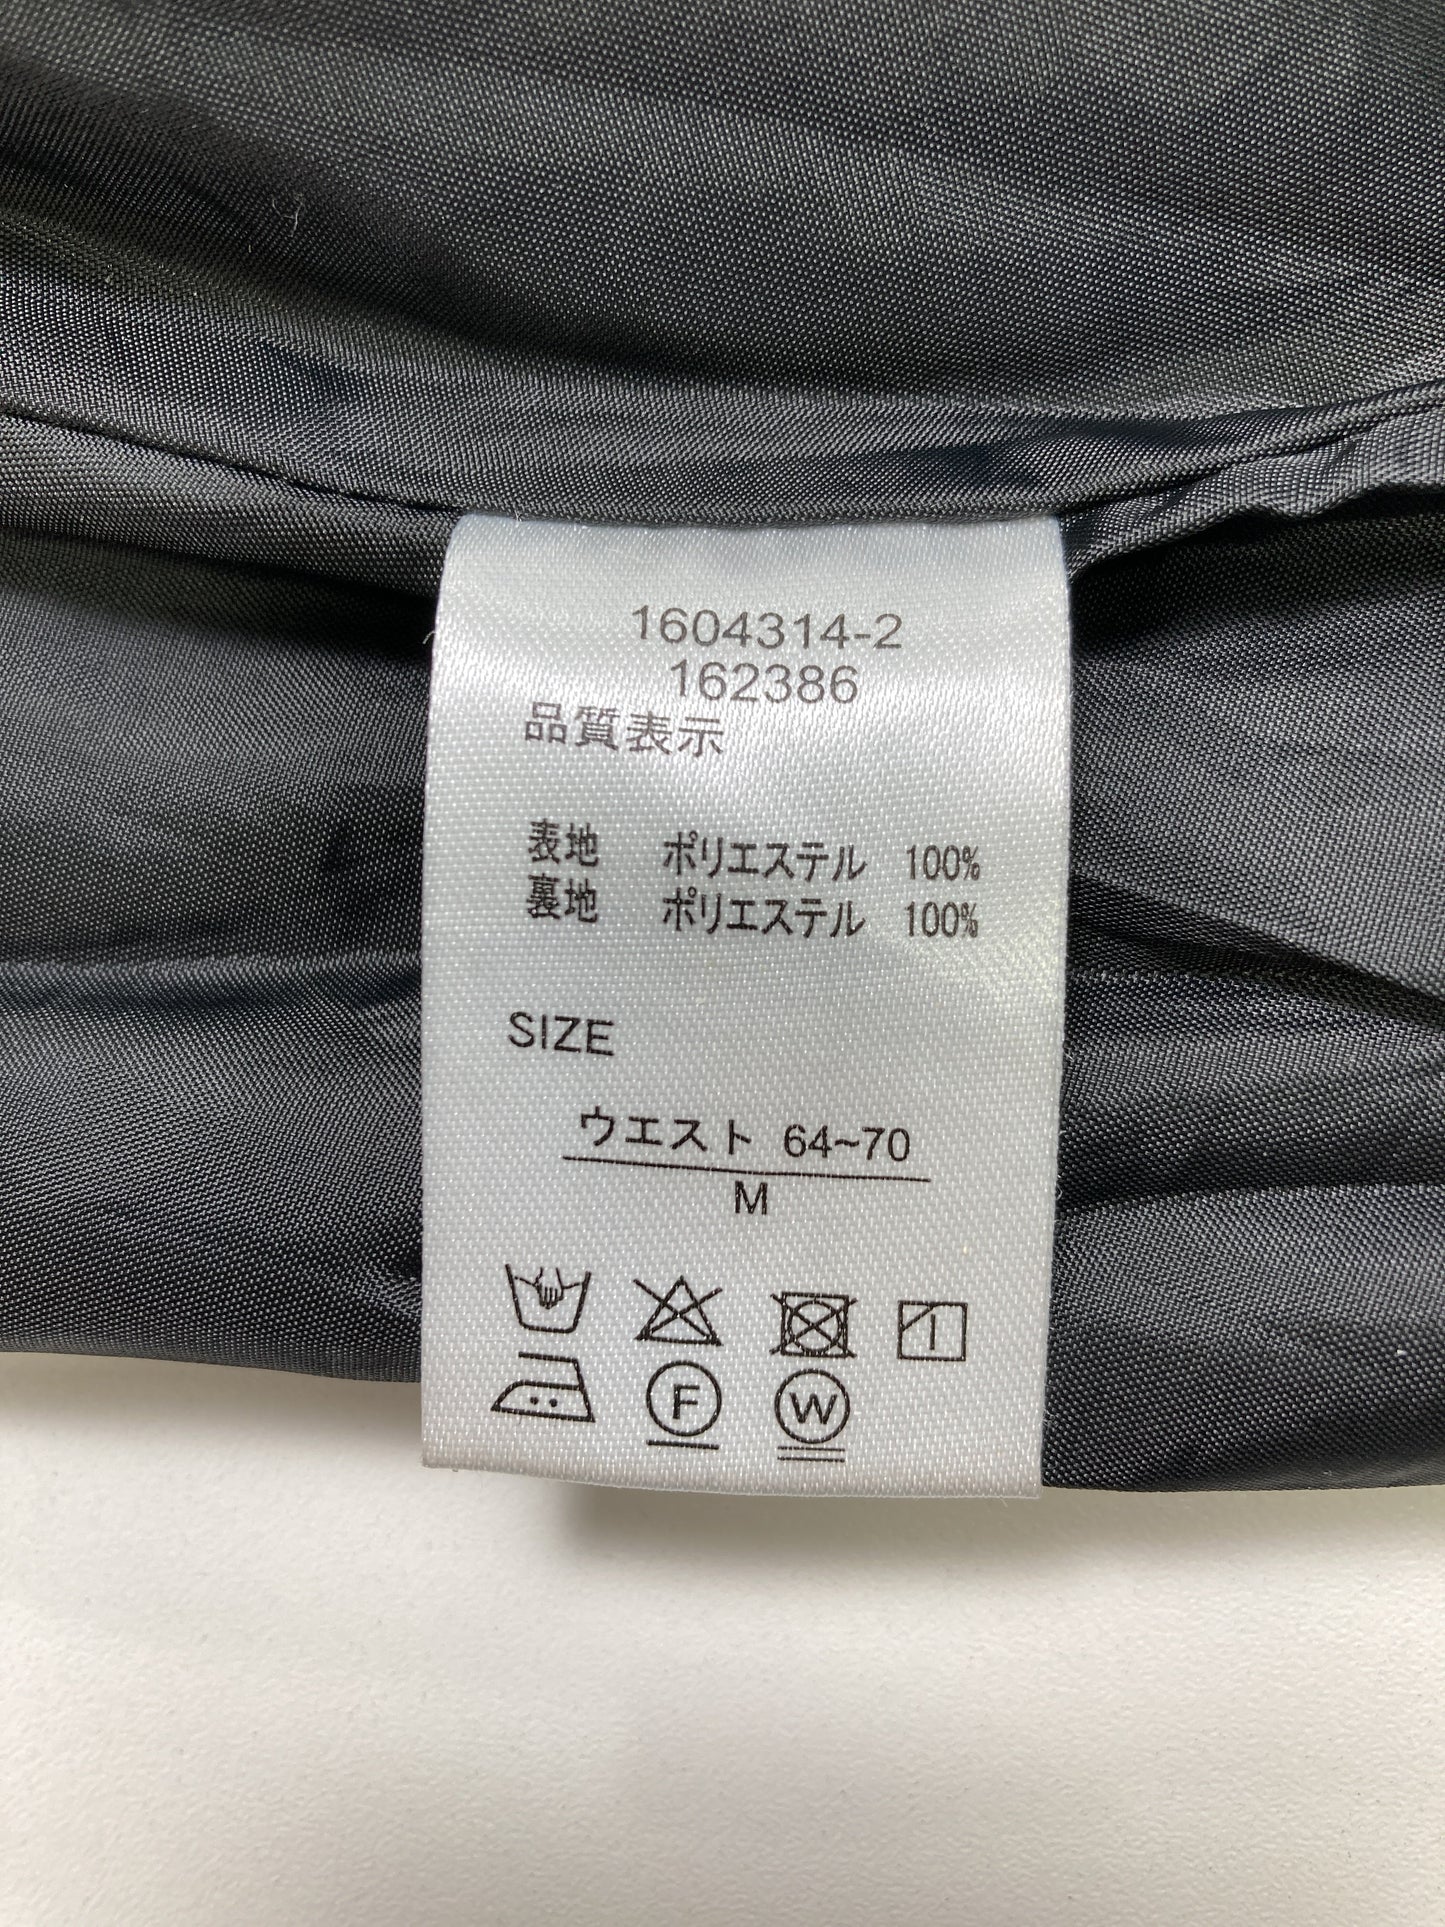 1604314-2
162386
品質表示
表地 ポリエステル 100%
裏地 ポリエステル 100%
SIZE
ウエスト 64~70
M
F W